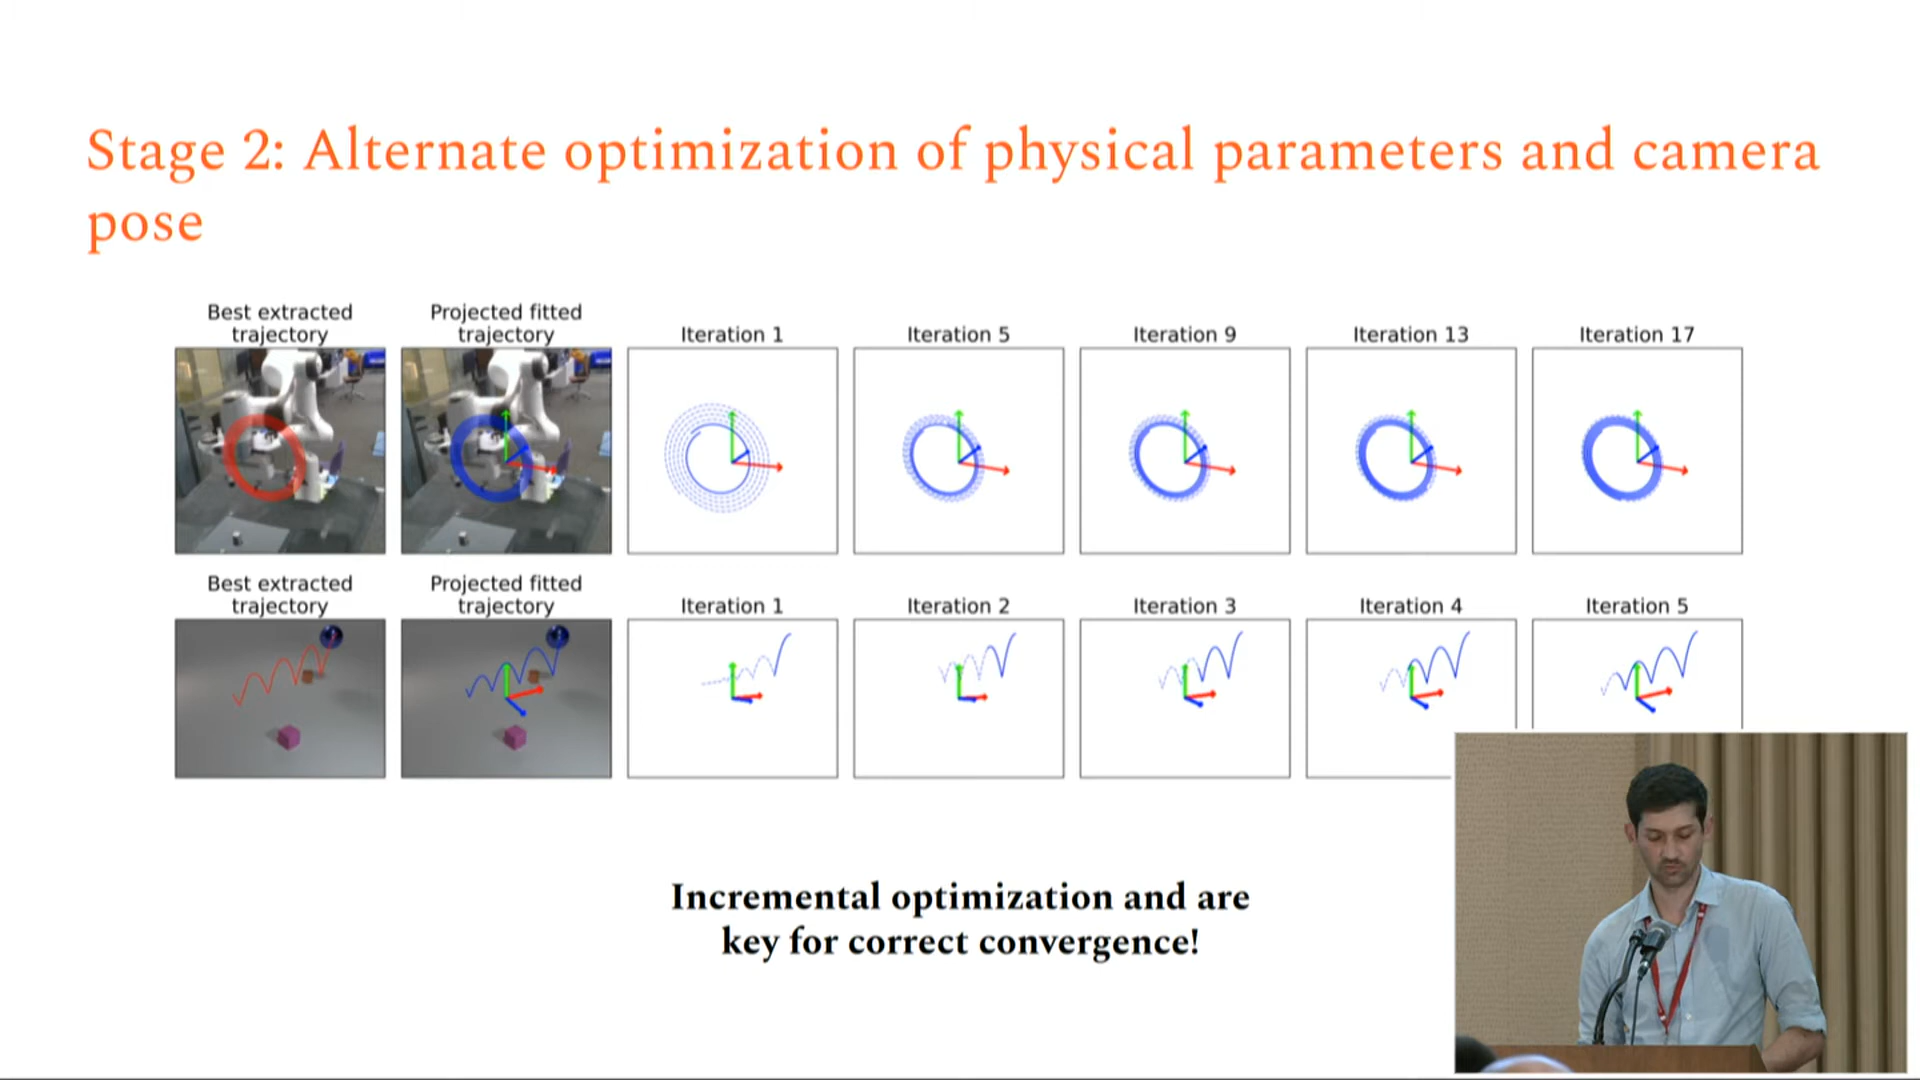 Stage 2: Alternate optimization of physical parameters and camera
pose
Best extracted
trajectory
Projected fitted
trajectory
Iteration 1
Iteration 5
Iteration 9
Iteration 13
Iteration 17
Best extracted
trajectory
Projected fitted
trajectory
Iteration 1
Iteration 2
Iteration 3
Iteration 4
Iteration 5
Incremental optimization and are
key for correct convergence!